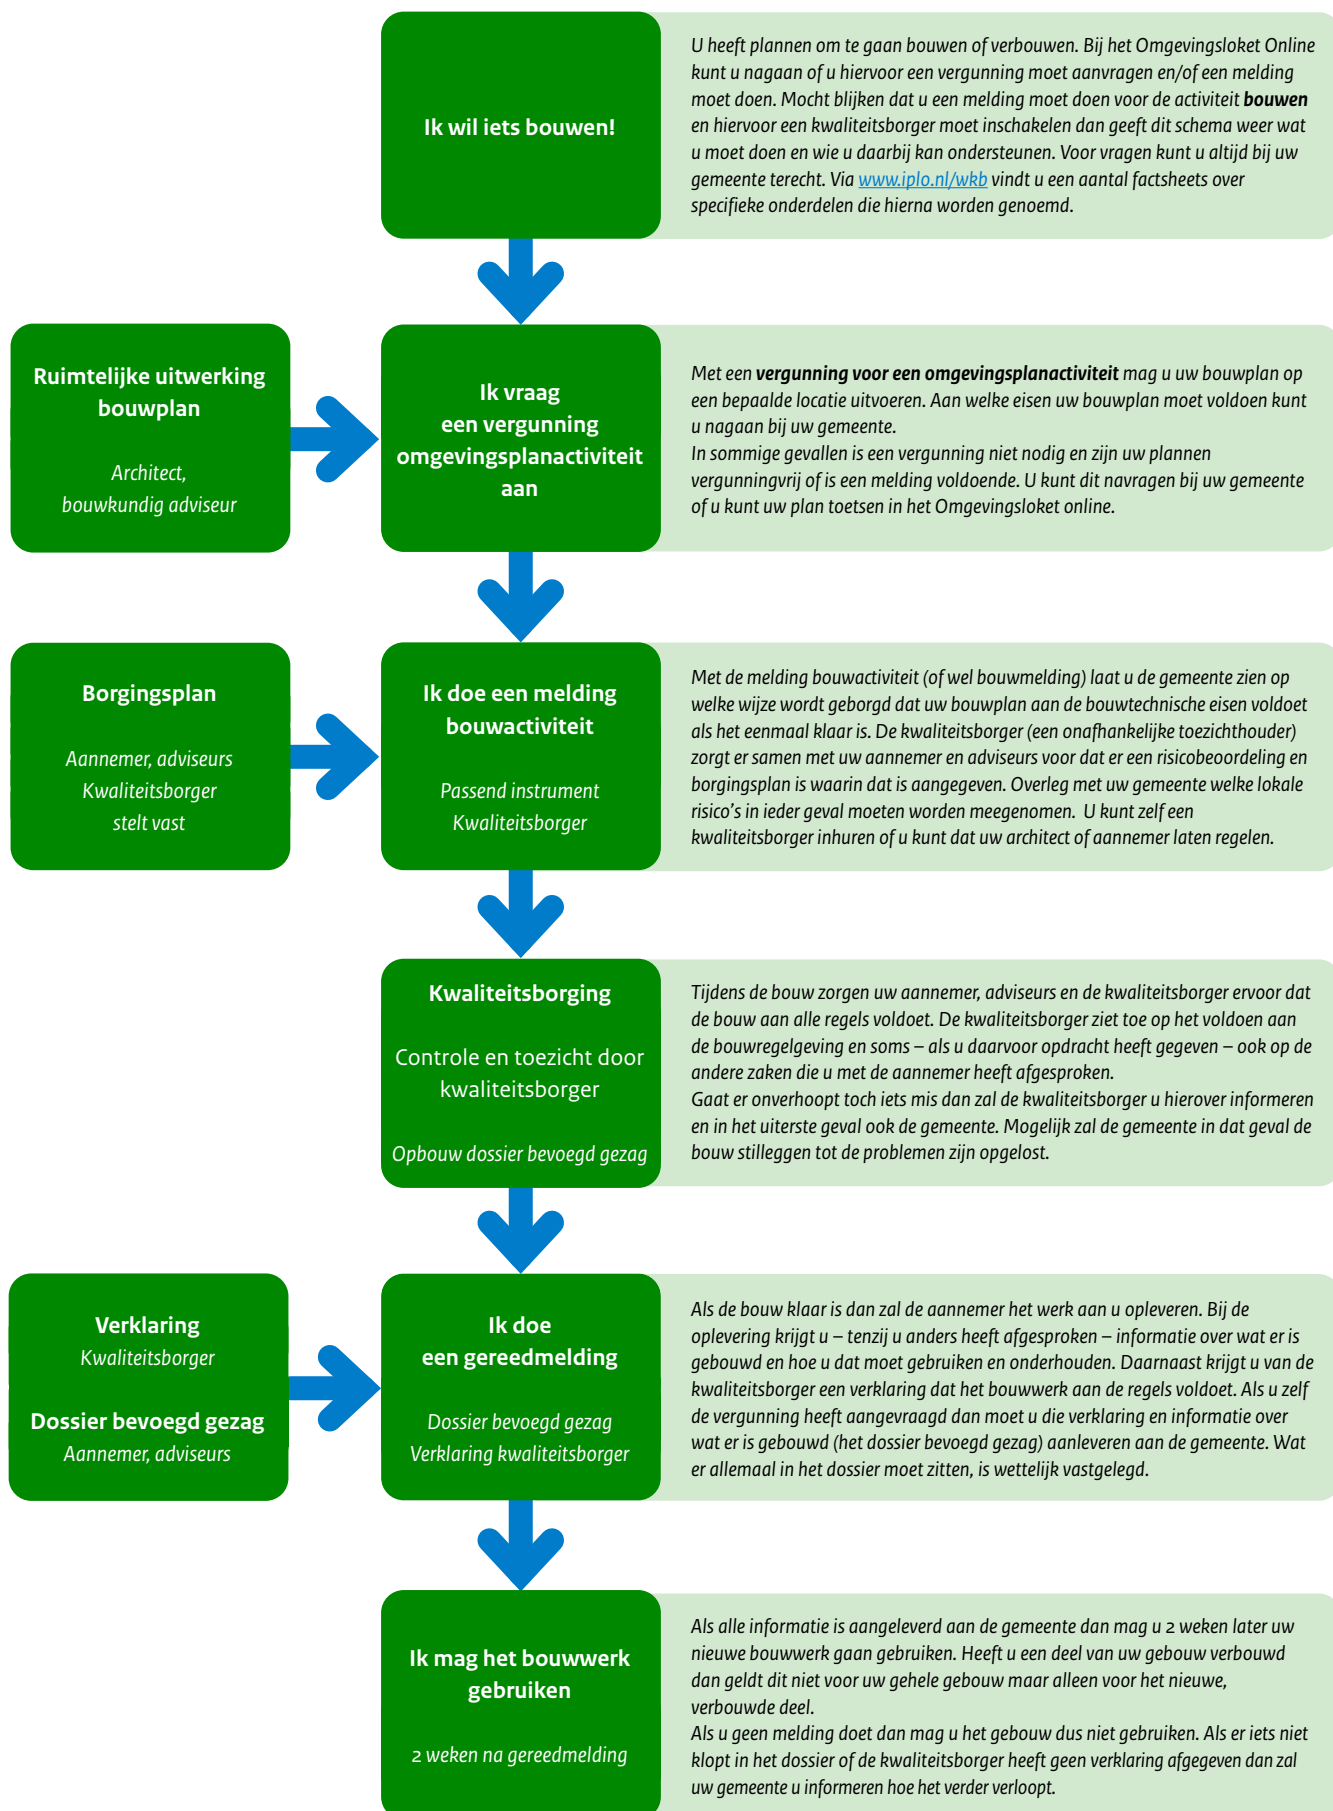 Ik wil iets bouwen!
U heeft plannen om te gaan bouwen of verbouwen. Bij het Omgevingsloket Online
kunt u nagaan of u hiervoor een vergunning moet aanvragen en/of een melding
moet doen. Mocht blijken dat u een melding moet doen voor de activiteit bouwen
en hiervoor een kwaliteitsborger moet inschakelen dan geeft dit schema weer wat
u moet doen en wie u daarbij kan ondersteunen. Voor vragen kunt u altijd bij uw
gemeente terecht. Via www.iplo.nl/wkb vindt u een aantal factsheets over
specifieke onderdelen die hierna worden genoemd.
Ruimtelijke uitwerking
bouwplan
Architect,
bouwkundig adviseur
Ik vraag
een vergunning
omgevingsplanactiviteit
aan
Met een vergunning voor een omgevingsplanactiviteit mag u uw bouwplan op
een bepaalde locatie uitvoeren. Aan welke eisen uw bouwplan moet voldoen kunt
u nagaan bij uw gemeente.
In sommige gevallen is een vergunning niet nodig en zijn uw plannen
vergunningvrij of is een melding voldoende. U kunt dit navragen bij uw gemeente
of u kunt uw plan toetsen in het Omgevingsloket online.
Borgingsplan
Aannemer, adviseurs
Kwaliteitsborger
stelt vast
Ik doe een melding
bouwactiviteit
Passend instrument
Kwaliteitsborger
Met de melding bouwactiviteit (of wel bouwmelding) laat u de gemeente zien op
welke wijze wordt geborgd dat uw bouwplan aan de bouwtechnische eisen voldoet
als het eenmaal klaar is. De kwaliteitsborger (een onafhankelijke toezichthouder)
zorgt er samen met uw aannemer en adviseurs voor dat er een risicobeoordeling en
borgingsplan is waarin dat is aangegeven. Overleg met uw gemeente welke lokale
risico's in ieder geval moeten worden meegenomen. U kunt zelf een
kwaliteitsborger inhuren of u kunt dat uw architect of aannemer laten regelen.
Kwaliteitsborging
Controle en toezicht door
kwaliteitsborger
Opbouw dossier bevoegd gezag
Tijdens de bouw zorgen uw aannemer, adviseurs en de kwaliteitsborger ervoor dat
de bouw aan alle regels voldoet. De kwaliteitsborger ziet toe op het voldoen aan
de bouwregelgeving en soms – als u daarvoor opdracht heeft gegeven – ook op de
andere zaken die u met de aannemer heeft afgesproken.
Gaat er onverhoopt toch iets mis dan zal de kwaliteitsborger u hierover informeren
en in het uiterste geval ook de gemeente. Mogelijk zal de gemeente in dat geval de
bouw stilleggen tot de problemen zijn opgelost.
Verklaring
Kwaliteitsborger
Dossier bevoegd gezag
Aannemer, adviseurs
Ik doe
een gereedmelding
Dossier bevoegd gezag
Verklaring kwaliteitsborger
Als de bouw klaar is dan zal de aannemer het werk aan u opleveren. Bij de
oplevering krijgt u – tenzij u anders heeft afgesproken – informatie over wat er is
gebouwd en hoe u dat moet gebruiken en onderhouden. Daarnaast krijgt u van de
kwaliteitsborger een verklaring dat het bouwwerk aan de regels voldoet. Als u zelf
de vergunning heeft aangevraagd dan moet u die verklaring en informatie over
wat er is gebouwd (het dossier bevoegd gezag) aanleveren aan de gemeente. Wat
er allemaal in het dossier moet zitten, is wettelijk vastgelegd.
Ik mag het bouwwerk
gebruiken
2 weken na gereedmelding
Als alle informatie is aangeleverd aan de gemeente dan mag u 2 weken later uw
nieuwe bouwwerk gaan gebruiken. Heeft u een deel van uw gebouw verbouwd
dan geldt dit niet voor uw gehele gebouw maar alleen voor het nieuwe,
verbouwde deel.
Als u geen melding doet dan mag u het gebouw dus niet gebruiken. Als er iets niet
klopt in het dossier of de kwaliteitsborger heeft geen verklaring afgegeven dan zal
uw gemeente u informeren hoe het verder verloopt.